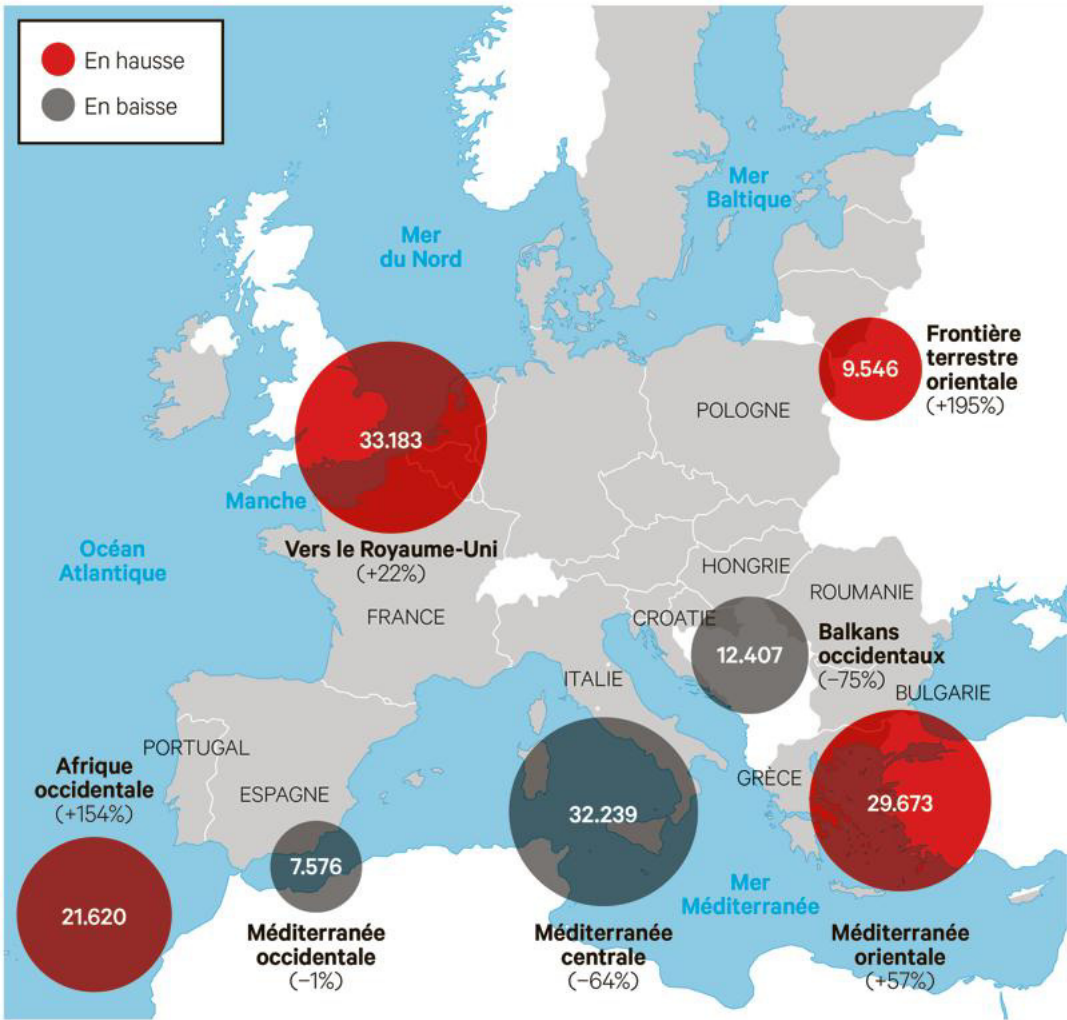 En hausse
En baisse
Mer
Baltique
Mer
du Nord
9.546
Frontière
terrestre
orientale
(+195%)
POLOGNE
33.183
Manche
Vers le Royaume-Uni
(+22%)
Océan
Atlantique
HONGRIE
ROUMANIE
FRANCE
CROATIE
12.407
Balkans
occidentaux
(−75%)
ITALIE
BULGARIE
PORTUGAL
Afrique
occidentale
(+154%)
ESPAGNE
GRÈCE
29.673
32.239
7.576
21.620
Mer
Méditerranée
Méditerranée
occidentale
(−1%)
Méditerranée
centrale
(−64%)
Méditerranée
orientale
(+57%)